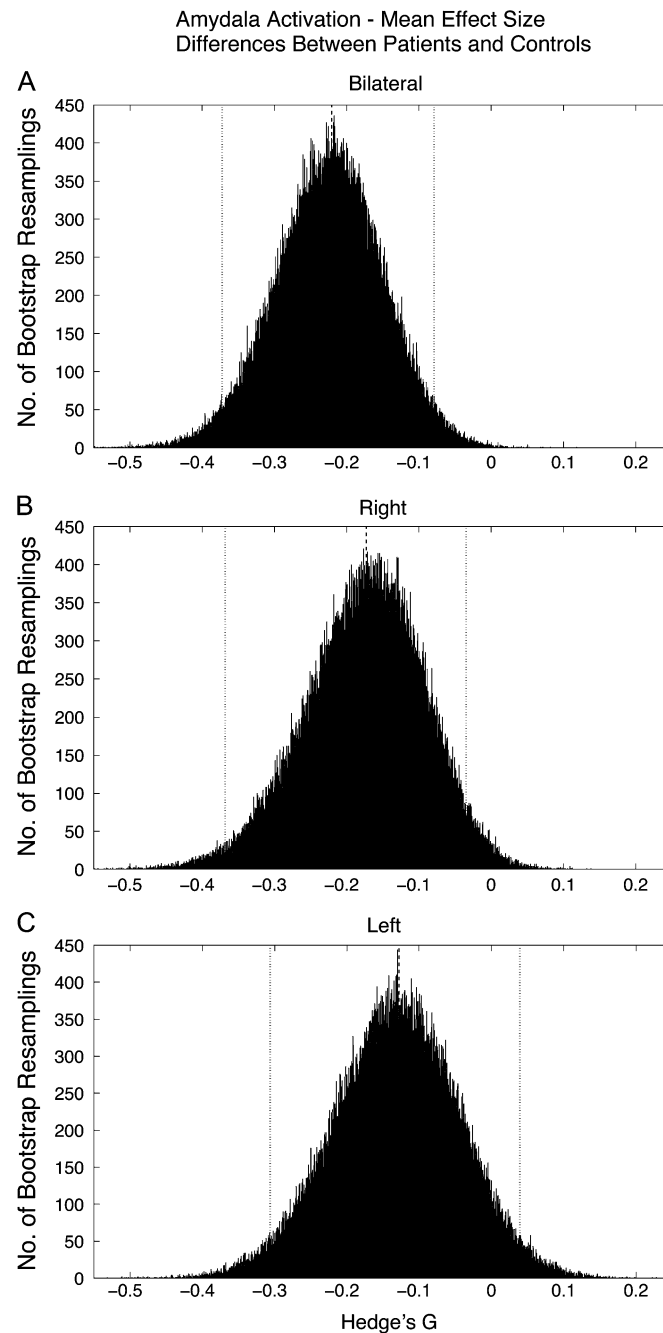 Amydala Activation - Mean Effect Size
Differences Between Patients and Controls
A
Bilateral
No. of Bootstrap Resamplings
450
400
350
300
250
200
150
100
50
0
−0.5 −0.4 −0.3 −0.2 −0.1 0 0.1 0.2
B
Right
No. of Bootstrap Resamplings
450
400
350
300
250
200
150
100
50
0
−0.5 −0.4 −0.3 −0.2 −0.1 0 0.1 0.2
C
Left
No. of Bootstrap Resamplings
450
400
350
300
250
200
150
100
50
0
−0.5 −0.4 −0.3 −0.2 −0.1 0 0.1 0.2
Hedge's G